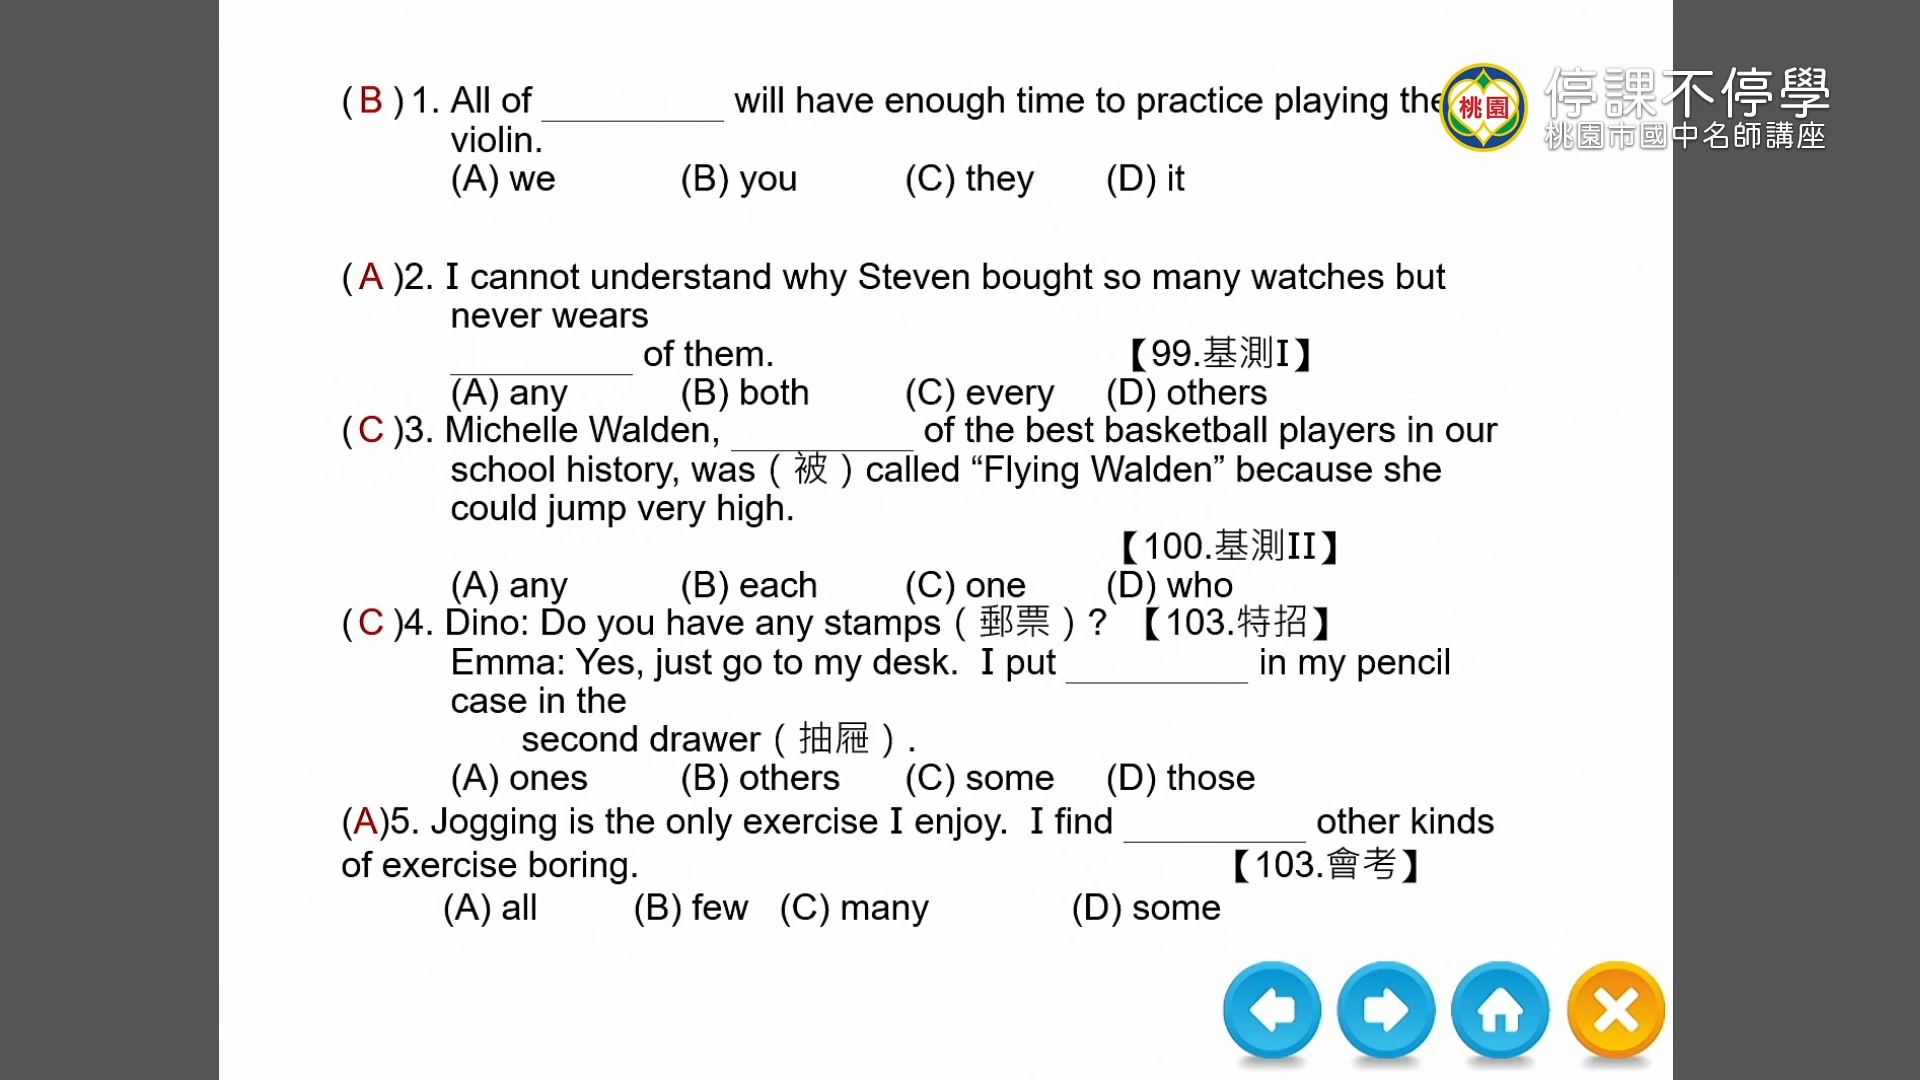 ( B ) 1. All of __________ will have enough time to practice playing the
violin.
(A) we (B) you (C) they (D) it
( A )2. I cannot understand why Steven bought so many watches but
never wears
__________ of them. 【99.基測I】
(A) any (B) both (C) every (D) others
( C )3. Michelle Walden, __________ of the best basketball players in our
school history, was（被）called “Flying Walden” because she
could jump very high.
【100.基測II】
(A) any (B) each (C) one (D) who
( C )4. Dino: Do you have any stamps（郵票）? 【103.特招】
Emma: Yes, just go to my desk. I put __________ in my pencil
case in the
second drawer（抽屜）.
(A) ones (B) others (C) some (D) those
(A)5. Jogging is the only exercise I enjoy. I find __________ other kinds
of exercise boring. 【103.會考】
(A) all (B) few (C) many (D) some
桃園
停課不停學
桃園市國中名師講座